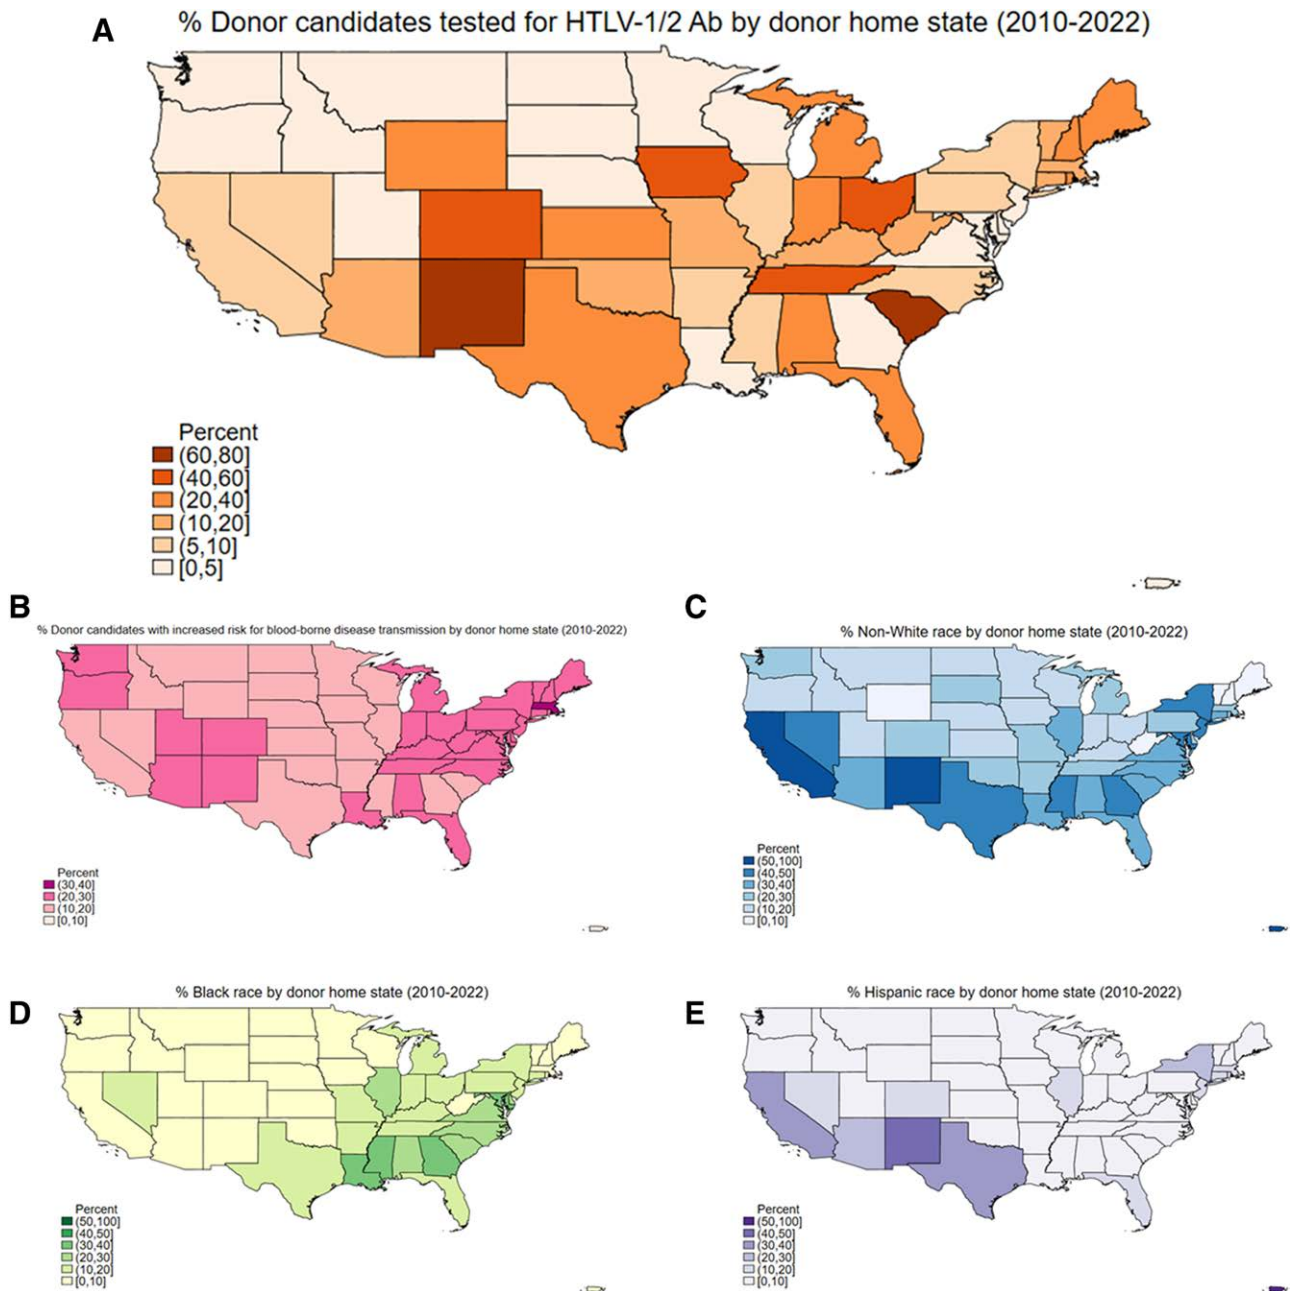 A
% Donor candidates tested for HTLV-1/2 Ab by donor home state (2010-2022)
Percent
(60,80]
(40,60]
(20,40]
(10,20]
(5,10]
[0,5]
B
% Donor candidates with increased risk for blood-borne disease transmission by donor home state (2010-2022)
Percent
(30,40]
(20,30]
(10,20]
[0,10]
C
% Non-White race by donor home state (2010-2022)
Percent
(50,100]
(40,50]
(30,40]
(20,30]
(10,20]
[0,10]
D
% Black race by donor home state (2010-2022)
Percent
(50,100]
(40,50]
(30,40]
(20,30]
(10,20]
[0,10]
E
% Hispanic race by donor home state (2010-2022)
Percent
(50,100]
(40,50]
(30,40]
(20,30]
(10,20]
[0,10]